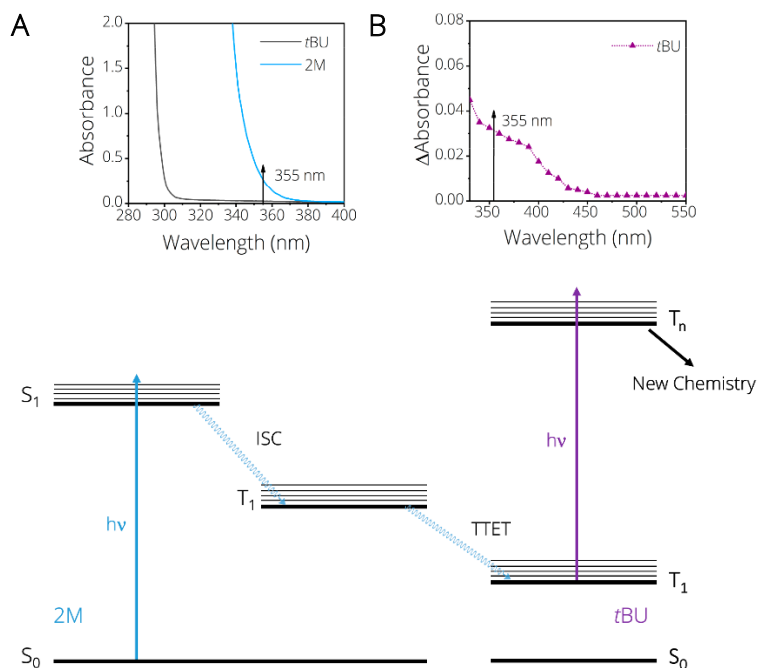 A
2.0
1.5
1.0
0.5
0.0
Absorbance
tBU
2M
355 nm
280 300 320 340 360 380 400
Wavelength (nm)
B
0.08
0.06
0.04
0.02
0.00
ΔAbsorbance
tBU
355 nm
350 400 450 500 550
Wavelength (nm)
Tn
New Chemistry
S1
ISC
hν
hν
T1
TTET
T1
2M
tBU
S0
S0